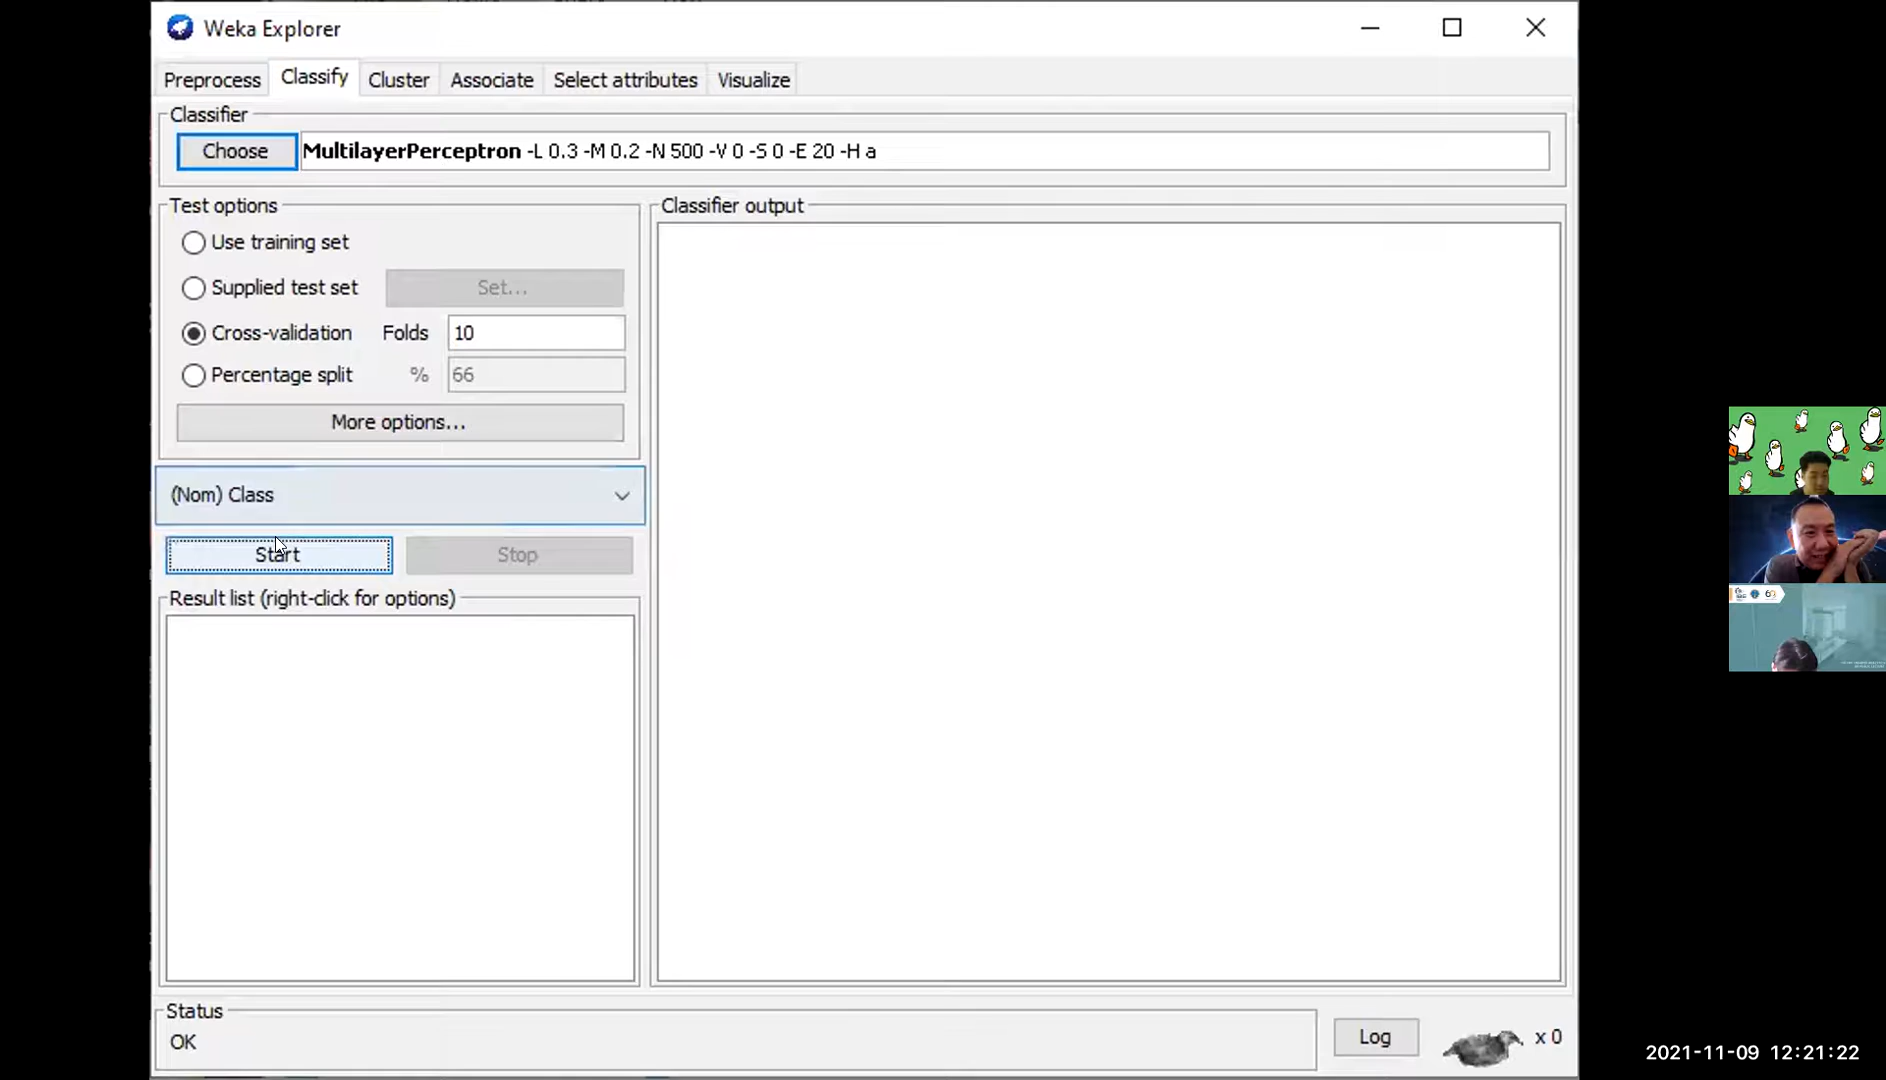 Weka Explorer
Preprocess Classify Cluster Associate Select attributes Visualize
Classifier
Choose MultilayerPerceptron -L 0.3 -M 0.2 -N 500 -V 0 -S 0 -E 20 -H a
Test options
Use training set
Supplied test set Set...
Cross-validation Folds 10
Percentage split % 66
More options...
(Nom) Class
Start Stop
Result list (right-click for options)
Classifier output
Status
OK
Log x 0
2021-11-09 12:21:22